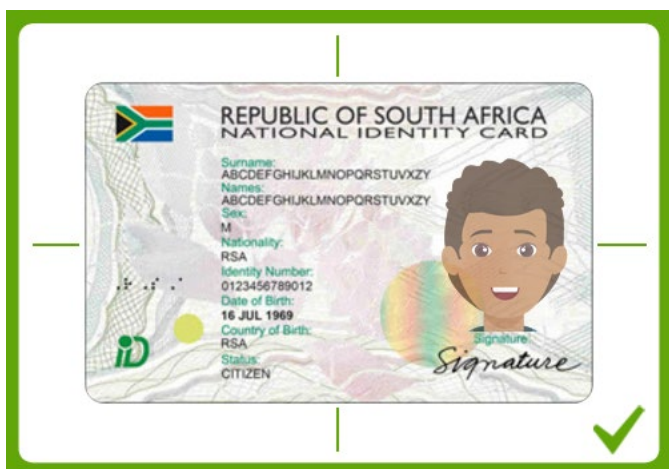 REPUBLIC OF SOUTH AFRICA
NATIONAL IDENTITY CARD
Surname:
ABCDEFGHIJKLMNOPQRSTUVXZY
Names:
ABCDEFGHIJKLMNOPQRSTUVXZY
Sex:
M
Nationality:
RSA
Identity Number:
0123456789012
Date of Birth:
16 JUL 1969
Country of Birth:
RSA
Status:
CITIZEN
Signature:
Signature
iD